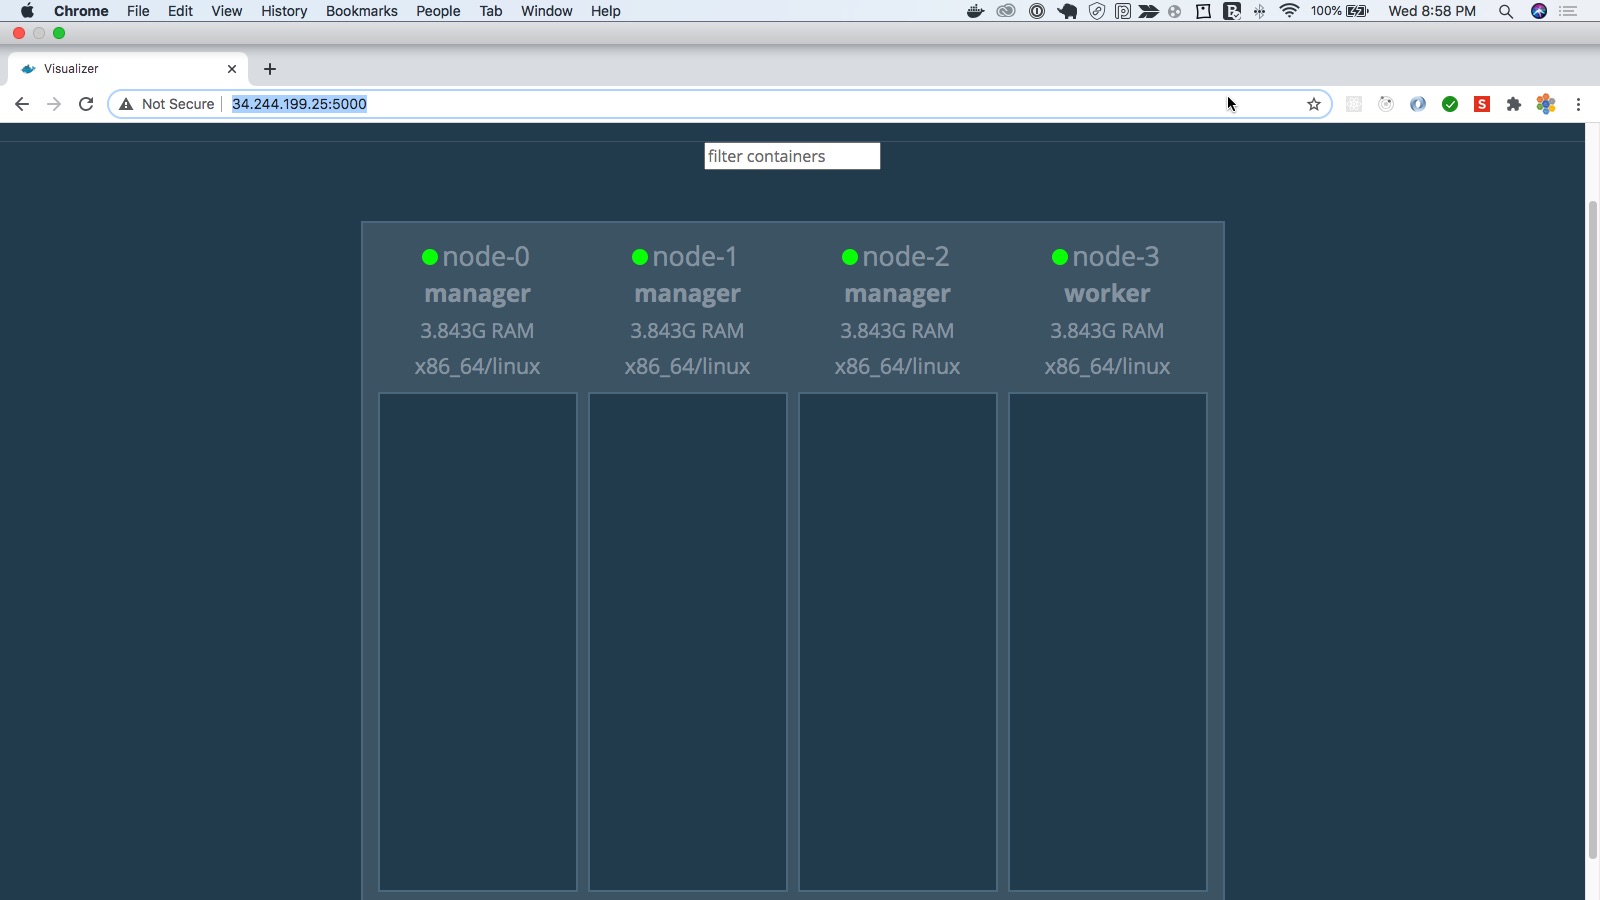 Chrome File Edit View History Bookmarks People Tab Window Help 100% Wed 8:58 PM
Visualizer
Not Secure 34.244.199.25:5000
filter containers
node-0 node-1 node-2 node-3
manager manager manager worker
3.843G RAM 3.843G RAM 3.843G RAM 3.843G RAM
x86_64/linux x86_64/linux x86_64/linux x86_64/linux